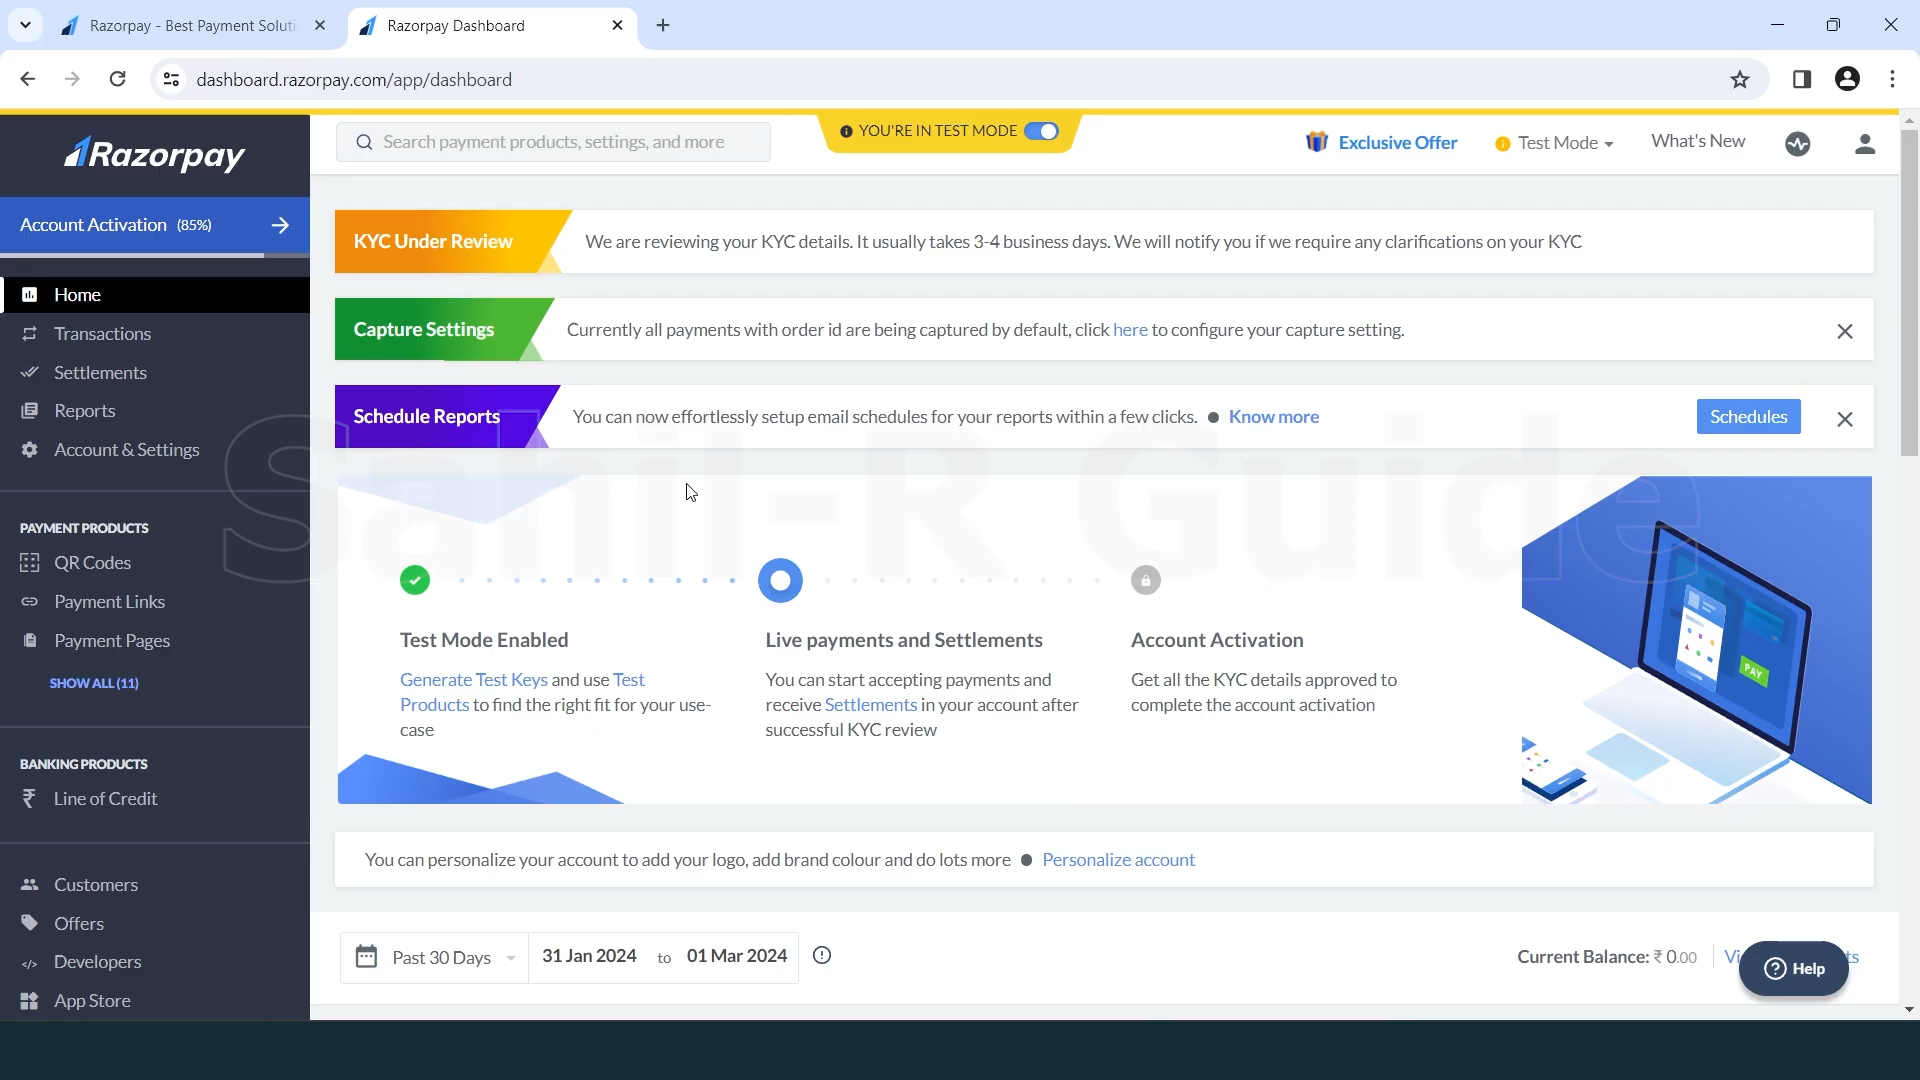 Razorpay - Best Payment Soluti
Razorpay Dashboard
dashboard.razorpay.com/app/dashboard
Razorpay
Search payment products, settings, and more
YOU'RE IN TEST MODE
Exclusive Offer
Test Mode
What's New
Account Activation (85%)
KYC Under Review
We are reviewing your KYC details. It usually takes 3-4 business days. We will notify you if we require any clarifications on your KYC
Home
Transactions
Settlements
Reports
Account & Settings
Capture Settings
Currently all payments with order id are being captured by default, click here to configure your capture setting.
Schedule Reports
You can now effortlessly setup email schedules for your reports within a few clicks. ● Know more
Schedules
Sahil-R Guide
PAYMENT PRODUCTS
QR Codes
Payment Links
Payment Pages
SHOW ALL (11)
Test Mode Enabled
Generate Test Keys and use Test
Products to find the right fit for your use-
case
Live payments and Settlements
You can start accepting payments and
receive Settlements in your account after
successful KYC review
Account Activation
Get all the KYC details approved to
complete the account activation
PAY
BANKING PRODUCTS
₹ Line of Credit
You can personalize your account to add your logo, add brand colour and do lots more ● Personalize account
Customers
Offers
Developers
App Store
Past 30 Days
31 Jan 2024 to 01 Mar 2024
Current Balance: ₹ 0.00
Help